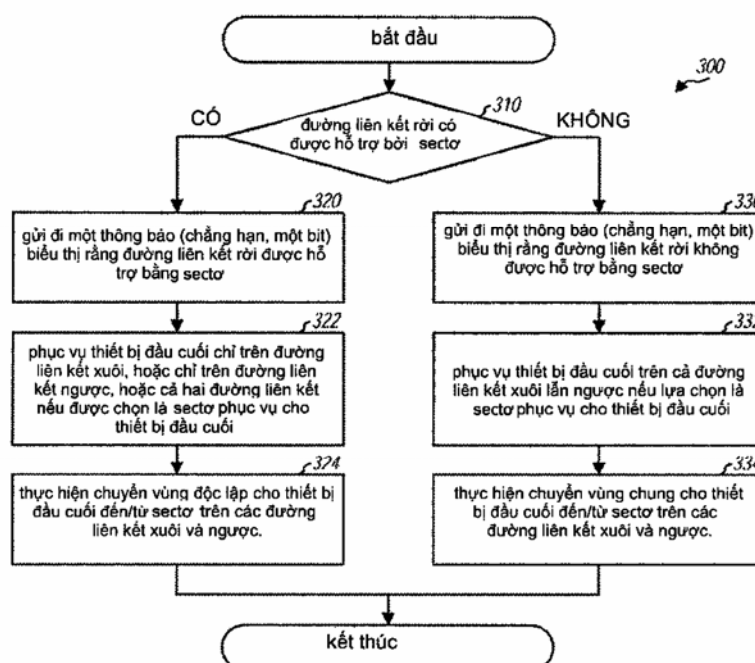 bắt đầu
300
310
CÓ
KHÔNG
đường liên kết rời có
được hỗ trợ bởi sectơ
320
gửi đi một thông báo (chẳng hạn, một bit)
biểu thị rằng đường liên kết rời được hỗ
trợ bằng sectơ
330
gửi đi một thông báo (chẳng hạn, một bit)
biểu thị rằng đường liên kết rời không
được hỗ trợ bằng sectơ
322
phục vụ thiết bị đầu cuối chỉ trên đường
liên kết xuôi, hoặc chỉ trên đường liên
kết ngược, hoặc cả hai đường liên kết
nếu được chọn là sectơ phục vụ cho
thiết bị đầu cuối
332
phục vụ thiết bị đầu cuối trên cả đường
liên kết xuôi lẫn ngược nếu lựa chọn là
sectơ phục vụ cho thiết bị đầu cuối
324
thực hiện chuyển vùng độc lập cho thiết bị
đầu cuối đến/từ sectơ trên các đường
liên kết xuôi và ngược.
334
thực hiện chuyển vùng chung cho thiết
bị đầu cuối đến/từ sectơ trên các
đường liên kết xuôi và ngược.
kết thúc